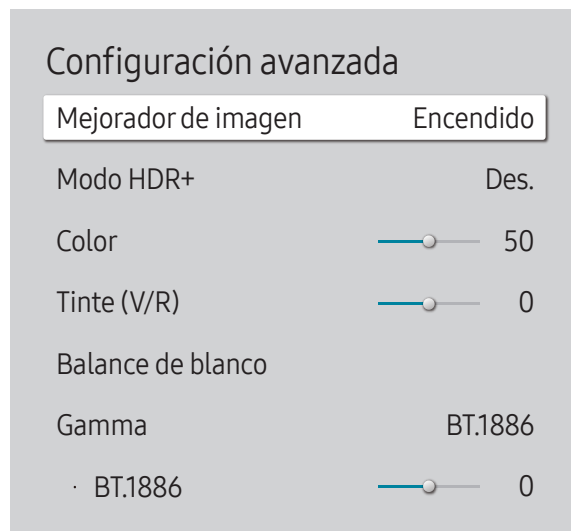 Configuración avanzada
Mejorador de imagen Encendido
Modo HDR+ Des.
Color 50
Tinte (V/R) 0
Balance de blanco
Gamma BT.1886
· BT.1886 0